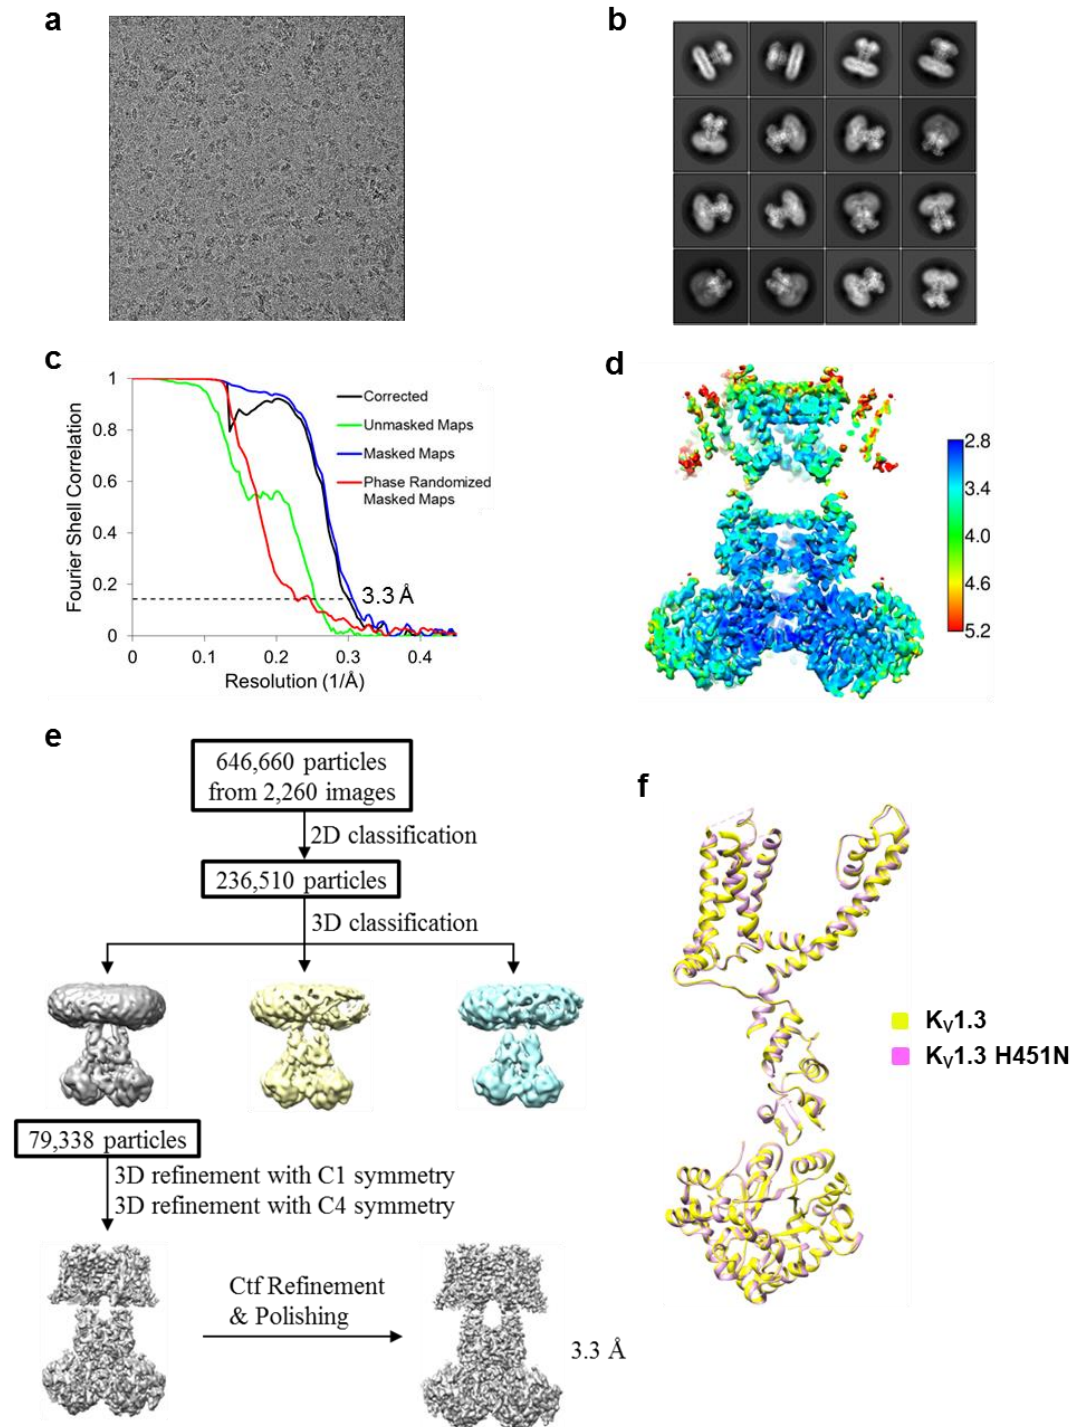 a
b
c
1
0.8
0.6
0.4
0.2
0
0
0.1
0.2
0.3
0.4
Fourier Shell Correlation
Resolution (1/Å)
Corrected
Unmasked Maps
Masked Maps
Phase Randomized
Masked Maps
3.3 Å
d
2.8
3.4
4.0
4.6
5.2
e
646,660 particles
from 2,260 images
2D classification
236,510 particles
3D classification
79,338 particles
3D refinement with C1 symmetry
3D refinement with C4 symmetry
Ctf Refinement
& Polishing
3.3 Å
f
KV1.3
KV1.3 H451N